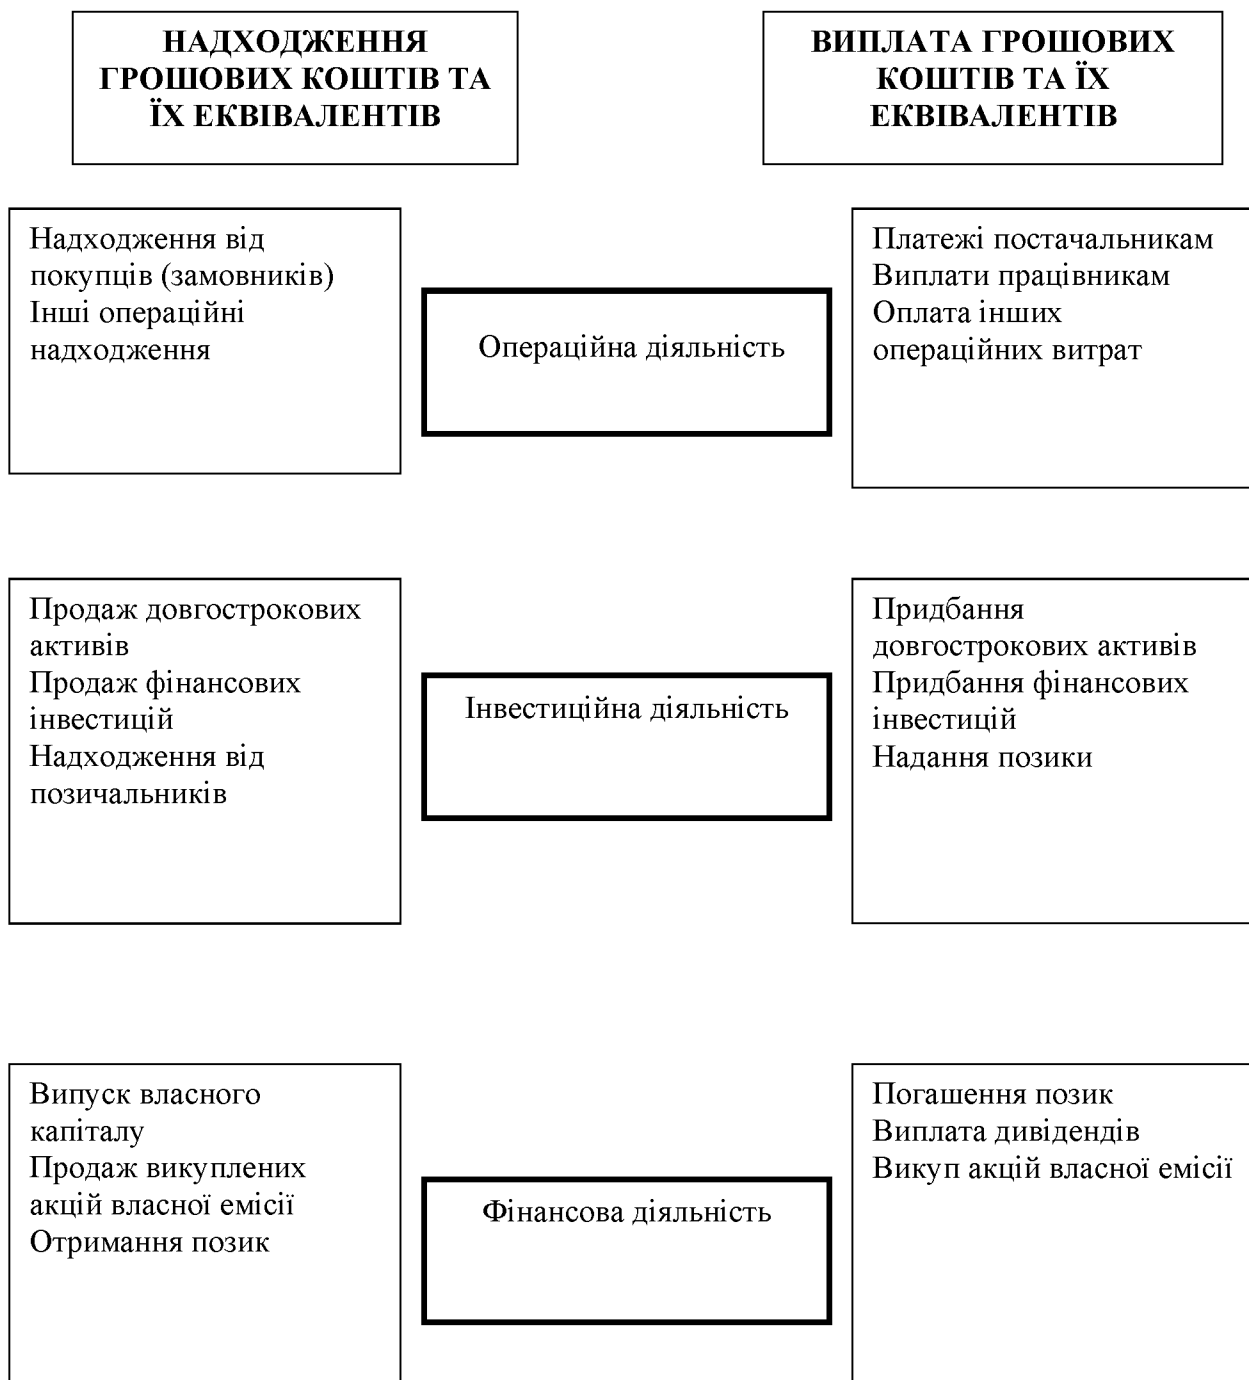 НАДХОДЖЕННЯ
ГРОШОВИХ КОШТІВ ТА
ЇХ ЕКВІВАЛЕНТІВ
ВИПЛАТА ГРОШОВИХ
КОШТІВ ТА ЇХ
ЕКВІВАЛЕНТІВ
Надходження від
покупців (замовників)
Інші операційні
надходження
Операційна діяльність
Платежі постачальникам
Виплати працівникам
Оплата інших
операційних витрат
Продаж довгострокових
активів
Продаж фінансових
інвестицій
Надходження від
позичальників
Інвестиційна діяльність
Придбання
довгострокових активів
Придбання фінансових
інвестицій
Надання позики
Випуск власного
капіталу
Продаж викуплених
акцій власної емісії
Отримання позик
Фінансова діяльність
Погашення позик
Виплата дивідендів
Викуп акцій власної емісії